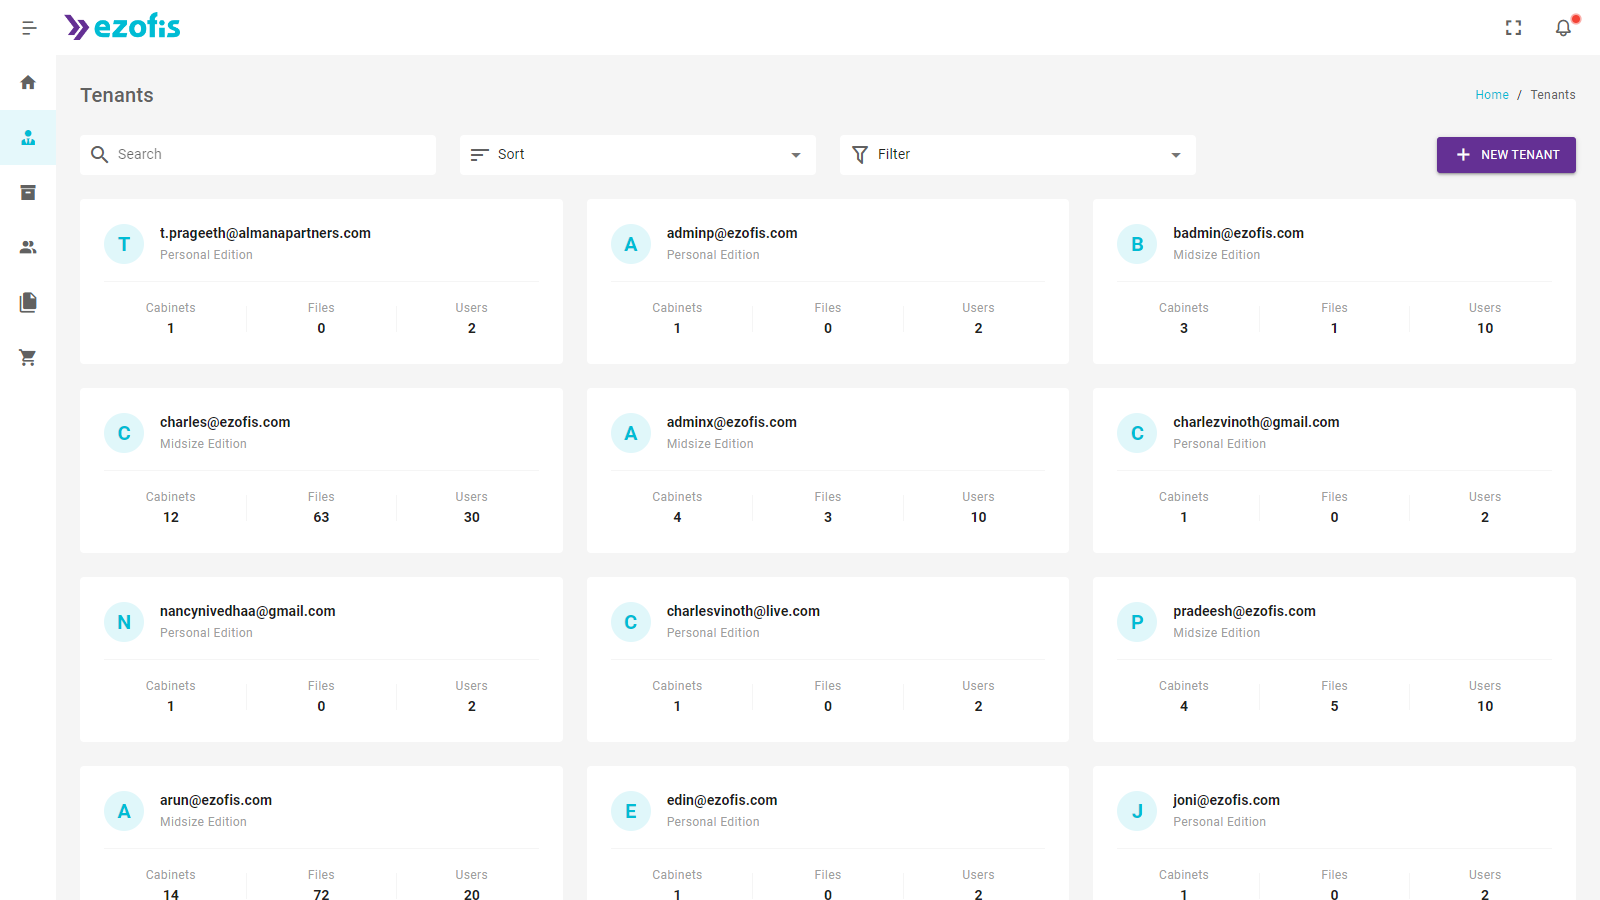 ezofis
Tenants
Home / Tenants
Search
Sort
Filter
+ NEW TENANT
T
t.prageeth@almanapartners.com
Personal Edition
Cabinets Files Users
1 0 2
A
adminp@ezofis.com
Personal Edition
Cabinets Files Users
1 0 2
B
badmin@ezofis.com
Midsize Edition
Cabinets Files Users
3 1 10
C
charles@ezofis.com
Midsize Edition
Cabinets Files Users
12 63 30
A
adminx@ezofis.com
Midsize Edition
Cabinets Files Users
4 3 10
C
charlezvinoth@gmail.com
Personal Edition
Cabinets Files Users
1 0 2
N
nancynivedhaa@gmail.com
Personal Edition
Cabinets Files Users
1 0 2
C
charlesvinoth@live.com
Personal Edition
Cabinets Files Users
1 0 2
P
pradeesh@ezofis.com
Midsize Edition
Cabinets Files Users
4 5 10
A
arun@ezofis.com
Midsize Edition
Cabinets Files Users
14 72 20
E
edin@ezofis.com
Personal Edition
Cabinets Files Users
1 0 2
J
joni@ezofis.com
Personal Edition
Cabinets Files Users
1 0 2